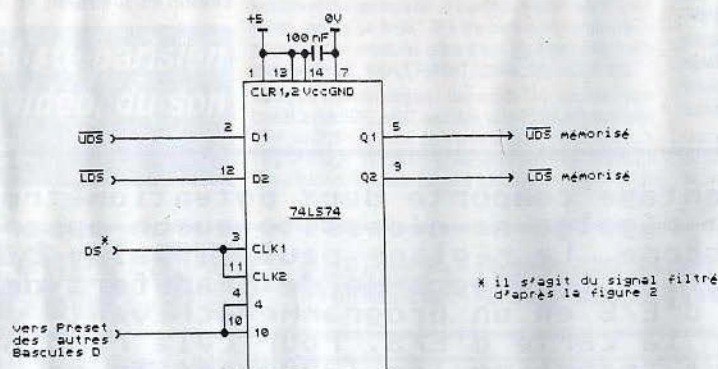 +5 0V
100 nF
1 13 14 7
CLR1,2 Vcc GND
UDS 2 D1 Q1 5 UDS mémorisé
LDS 12 D2 Q2 9 LDS mémorisé
74LS74
DS* 3 CLK1
11 CLK2
* il s'agit du signal filtré
d'après la figure 2
4 4
vers Preset 10 10
des autres
Bascules D